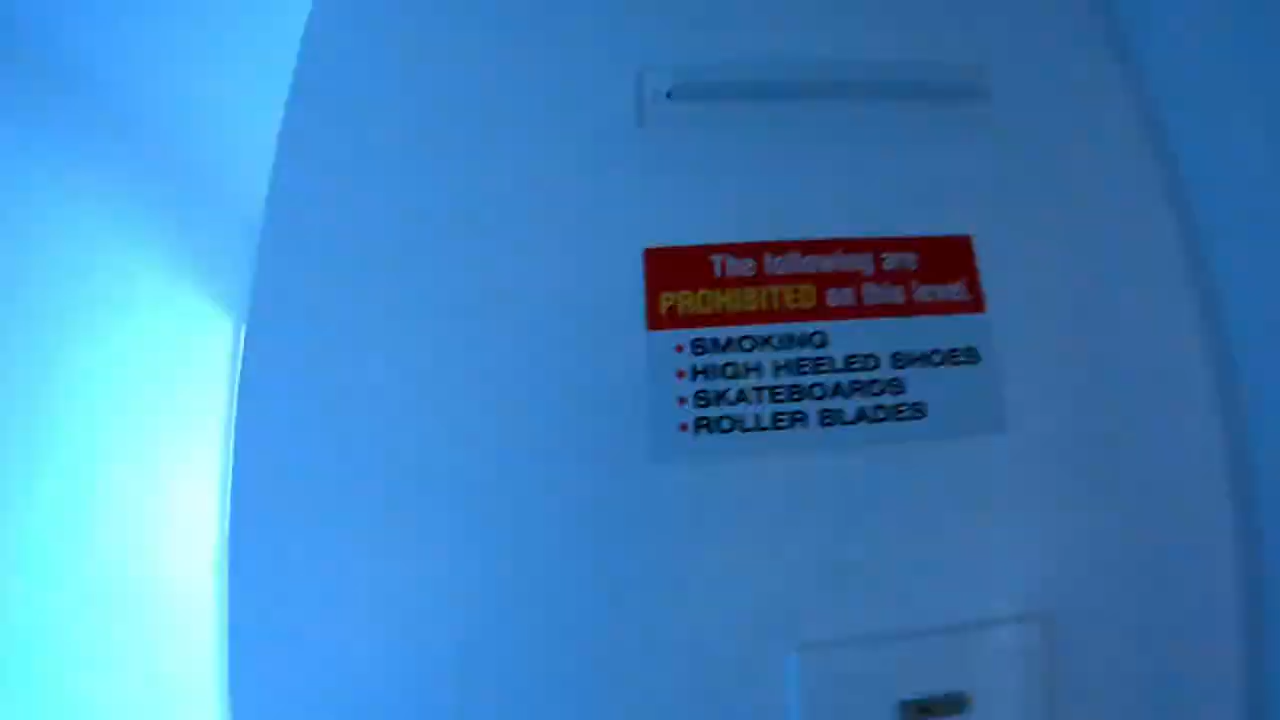 The following are
PROHIBITED on this level.
• SMOKING
• HIGH HEELED SHOES
• SKATEBOARDS
• ROLLER BLADES